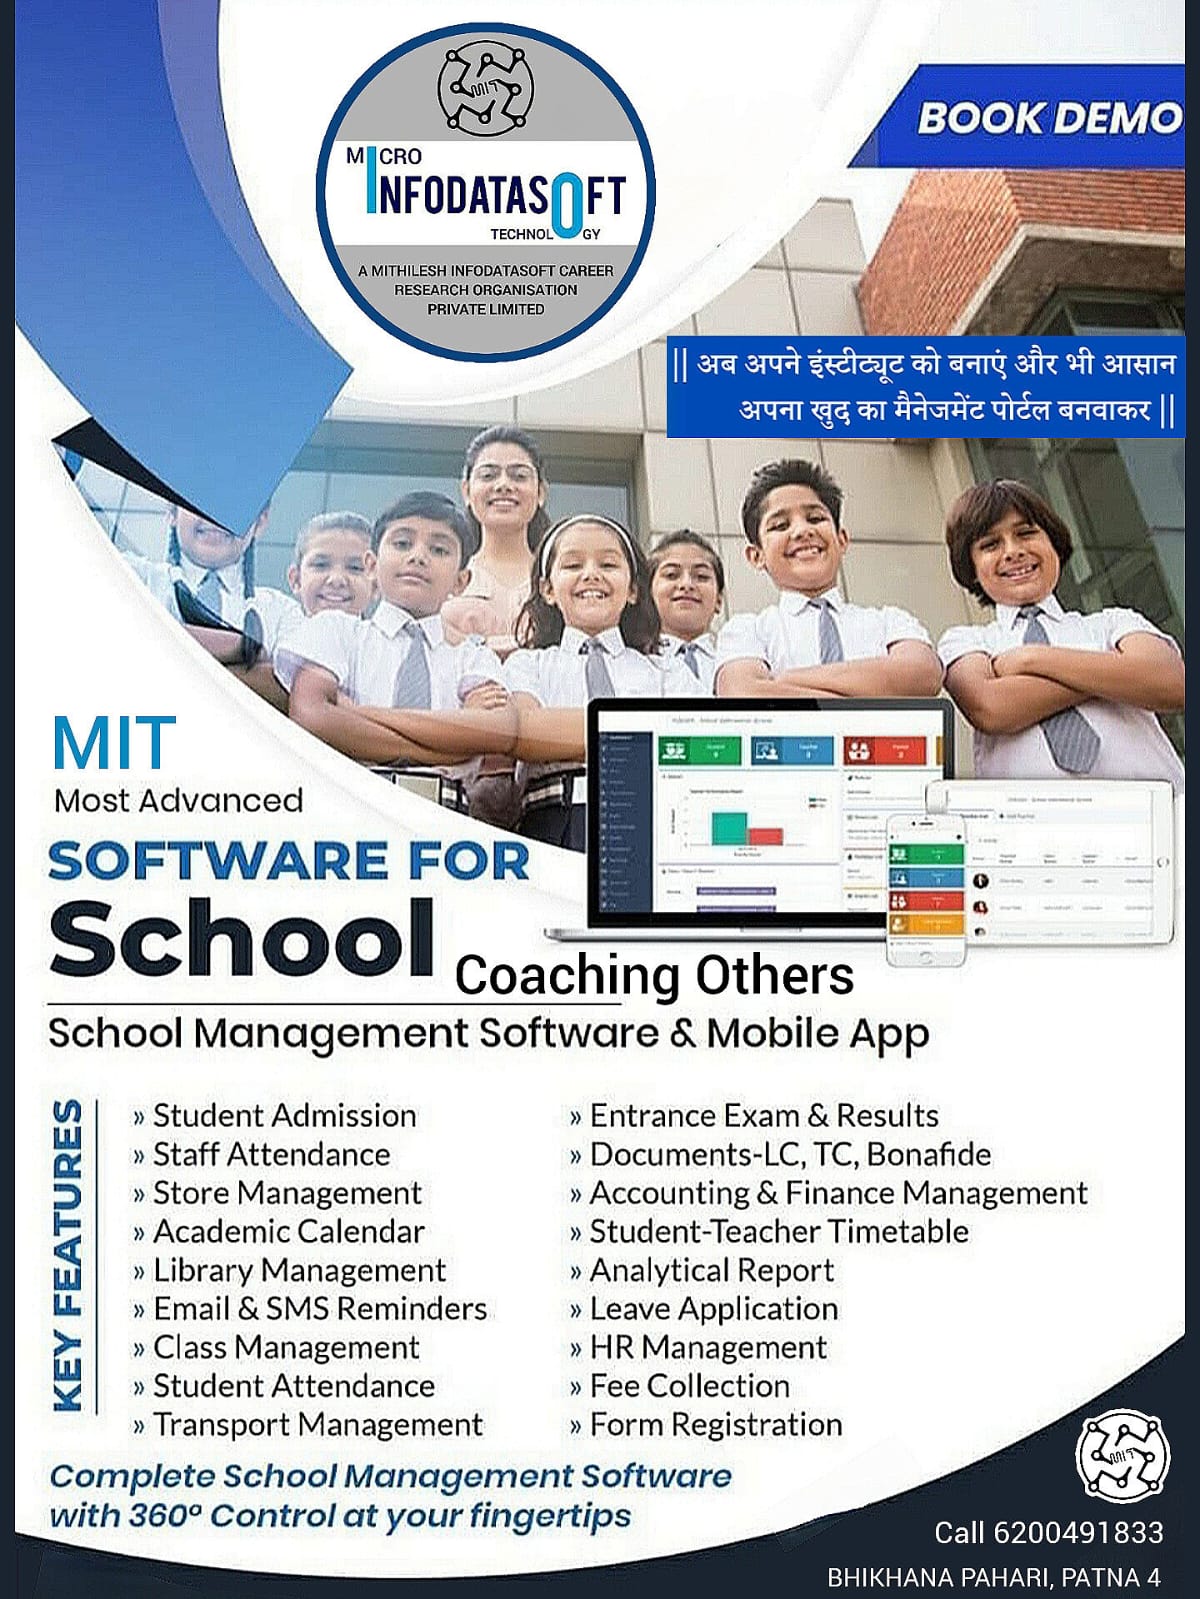 MIT
MICRO
INFODATASOFT
TECHNOLOGY
A MITHILESH INFODATASOFT CAREER
RESEARCH ORGANISATION
PRIVATE LIMITED
BOOK DEMO
|| अब अपने इंस्टीट्यूट को बनाएं और भी आसान
अपना खुद का मैनेजमेंट पोर्टल बनवाकर ||
MIT
Most Advanced
SOFTWARE FOR
School
Coaching Others
School Management Software & Mobile App
KEY FEATURES
» Student Admission
» Staff Attendance
» Store Management
» Academic Calendar
» Library Management
» Email & SMS Reminders
» Class Management
» Student Attendance
» Transport Management
» Entrance Exam & Results
» Documents-LC, TC, Bonafide
» Accounting & Finance Management
» Student-Teacher Timetable
» Analytical Report
» Leave Application
» HR Management
» Fee Collection
» Form Registration
Complete School Management Software
with 360º Control at your fingertips
MIT
Call 6200491833
BHIKHANA PAHARI, PATNA 4